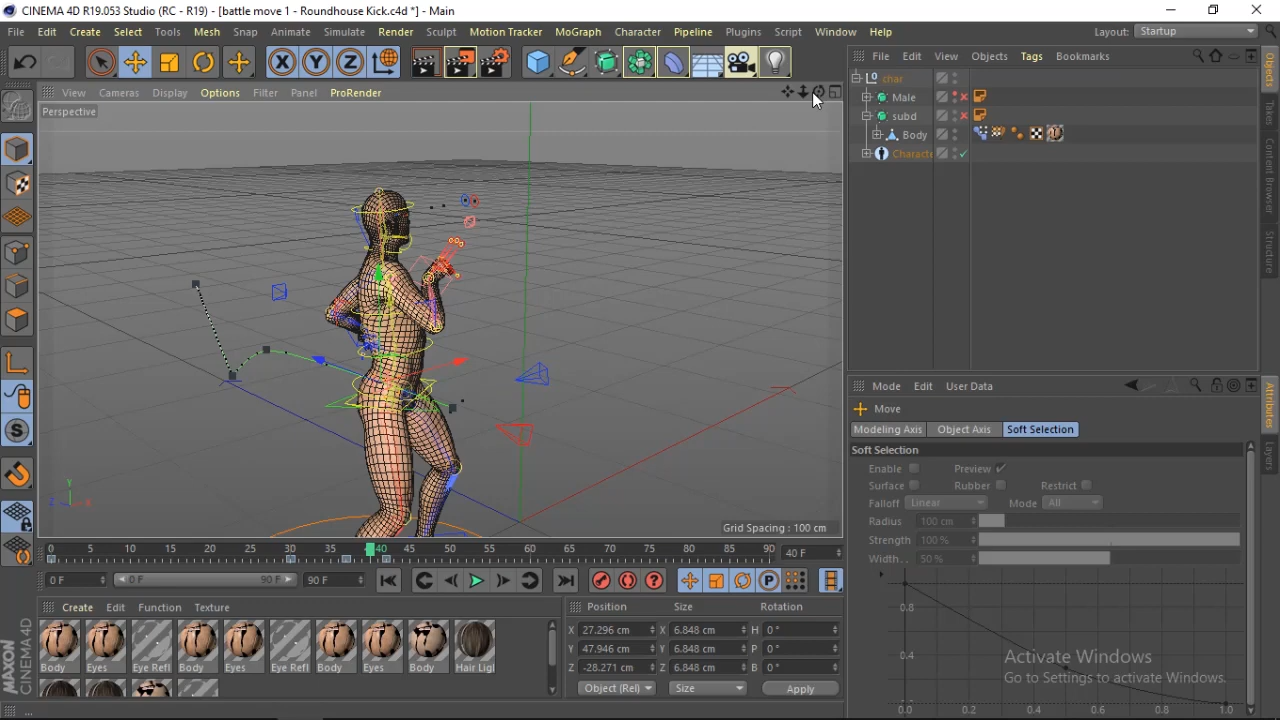 CINEMA 4D R19.053 Studio (RC - R19) - [battle move 1 - Roundhouse Kick.c4d *] - Main
File Edit Create Select Tools Mesh Snap Animate Simulate Render Sculpt Motion Tracker MoGraph Character Pipeline Plugins Script Window Help Layout: Startup
View Cameras Display Options Filter Panel ProRender
File Edit View Objects Tags Bookmarks
Perspective
char
Male
subd
Body
Characte
Objects
Takes
Content Browser
Structure
Mode Edit User Data
Move
Modeling Axis Object Axis Soft Selection
Soft Selection
Enable Preview
Surface Rubber Restrict
Falloff Linear Mode All
Radius 100 cm
Strength 100 %
Width.. 50 %
0.8
0.4
0.0 0.2 0.4 0.6 0.8 1.0
Attributes
Layers
X Y Z
Grid Spacing : 100 cm
0 5 10 15 20 25 30 35 40 45 50 55 60 65 70 75 80 85 90 40 F
0 F 0 F 90 F 90 F
Create Edit Function Texture
Body Eyes Eye Refl Body Eyes Eye Refl Body Eyes Body Hair Ligl
Position Size Rotation
X 27.296 cm X 6.848 cm H 0 °
Y 47.946 cm Y 6.848 cm P 0 °
Z -28.271 cm Z 6.848 cm B 0 °
Object (Rel) Size Apply
MAXON
CINEMA 4D
...
Activate Windows
Go to Settings to activate Windows.